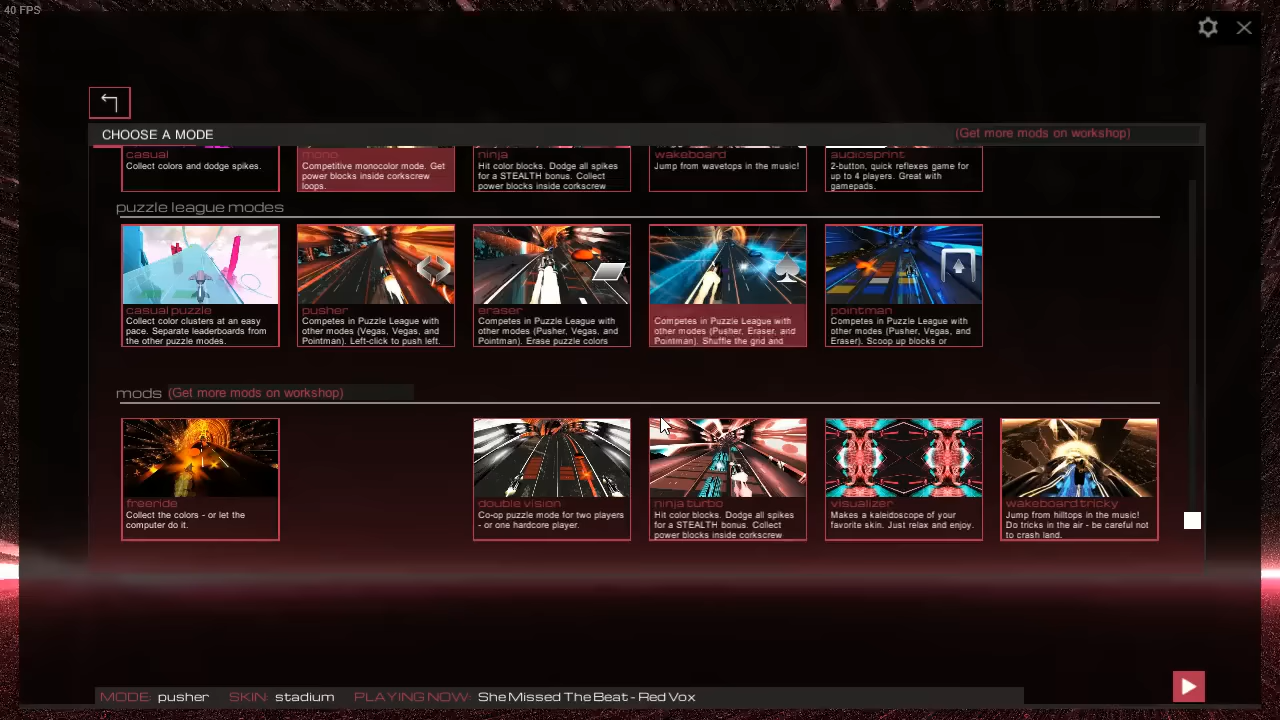 40 FPS
CHOOSE A MODE
(Get more mods on workshop)
casual
Collect colors and dodge spikes.
mono
Competitive monocolor mode. Get
power blocks inside corkscrew
loops.
ninja
Hit color blocks. Dodge all spikes
for a STEALTH bonus. Collect
power blocks inside corkscrew
wakeboard
Jump from wavetops in the music!
audiosprint
2-button, quick reflexes game for
up to 4 players. Great with
gamepads.
puzzle league modes
casual puzzle
Collect color clusters at an easy
pace. Separate leaderboards from
the other puzzle modes.
pusher
Competes in Puzzle League with
other modes (Vegas, Vegas, and
Pointman). Left-click to push left.
eraser
Competes in Puzzle League with
other modes (Pusher, Vegas, and
Pointman). Erase puzzle colors
Competes in Puzzle League with
other modes (Pusher, Eraser, and
Pointman). Shuffle the grid and
pointman
Competes in Puzzle League with
other modes (Pusher, Vegas, and
Eraser). Scoop up blocks or
mods (Get more mods on workshop)
freeride
Collect the colors - or let the
computer do it.
double vision
Co-op puzzle mode for two players
- or one hardcore player.
ninja turbo
Hit color blocks. Dodge all spikes
for a STEALTH bonus. Collect
power blocks inside corkscrew
visualizer
Makes a kaleidoscope of your
favorite skin. Just relax and enjoy.
wakeboard tricky
Jump from hilltops in the music!
Do tricks in the air - be careful not
to crash land.
MODE: pusher SKIN: stadium PLAYING NOW: She Missed The Beat - Red Vox